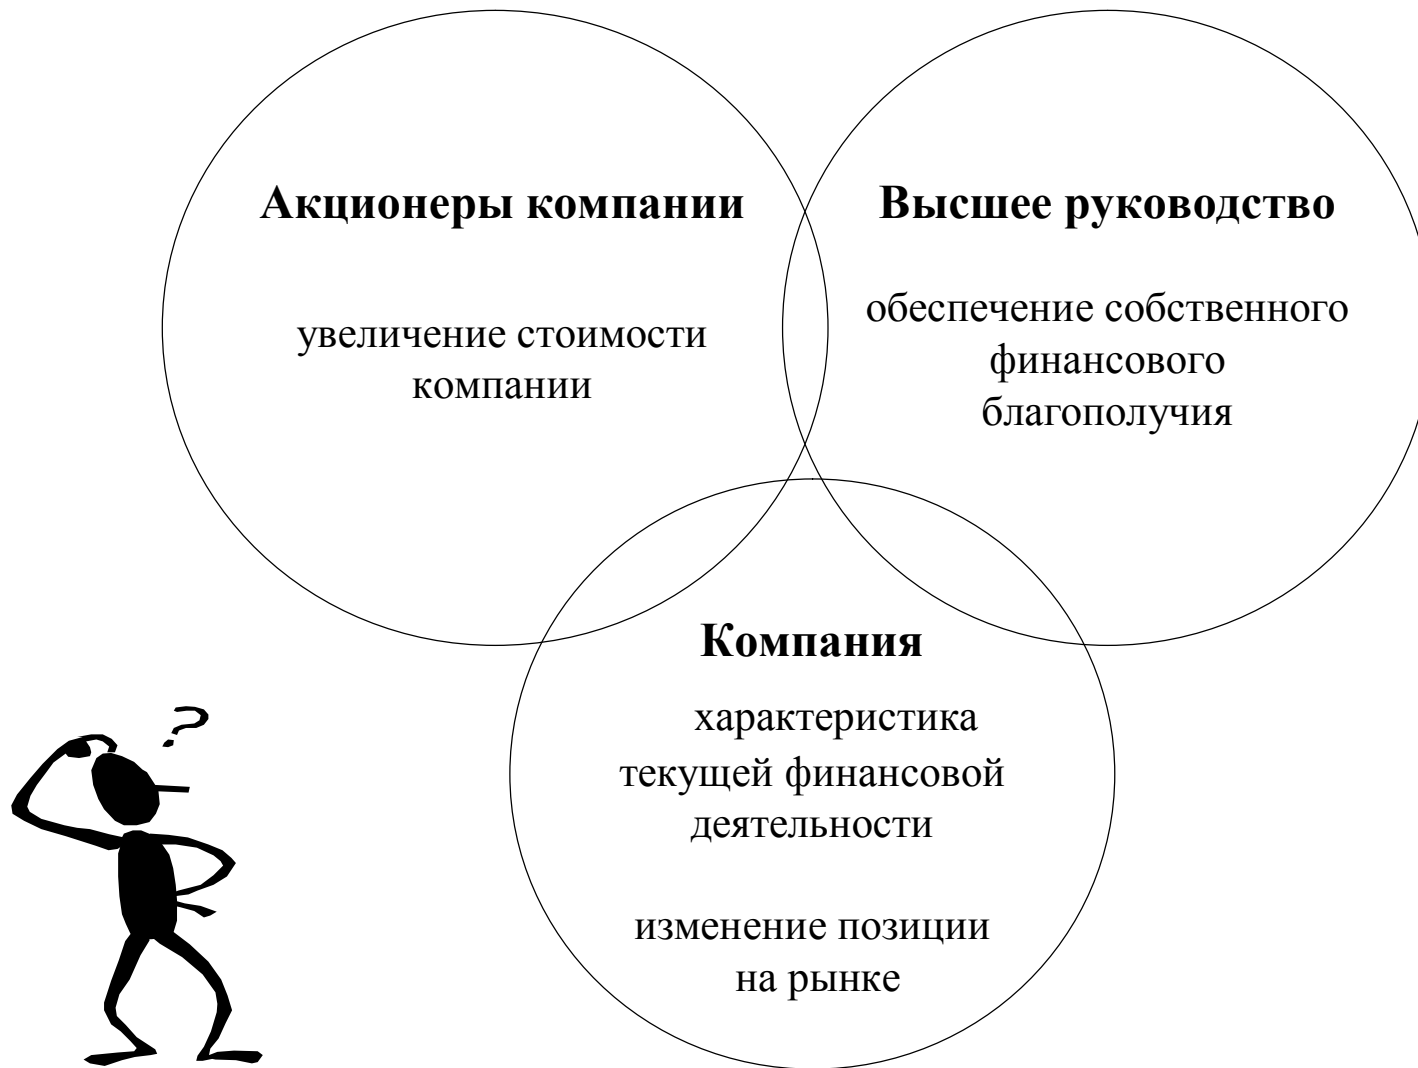 Акционеры компании
увеличение стоимости
компании
Высшее руководство
обеспечение собственного
финансового
благополучия
Компания
характеристика
текущей финансовой
деятельности
изменение позиции
на рынке
?